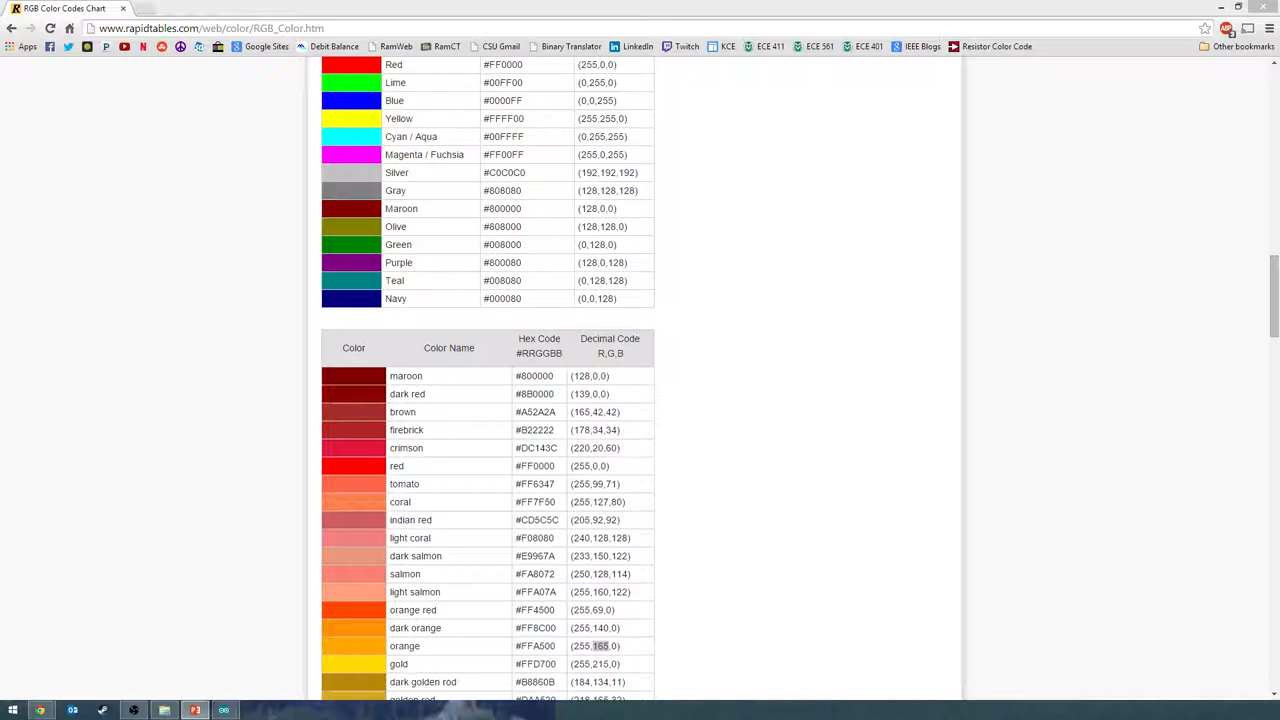 RGB Color Codes Chart
www.rapidtables.com/web/color/RGB_Color.htm
Apps Google Sites Debit Balance RamWeb RamCT CSU Gmail Binary Translator LinkedIn Twitch KCE ECE 411 ECE 561 ECE 401 IEEE Blogs Resistor Color Code Other bookmarks
Red #FF0000 (255,0,0)
Lime #00FF00 (0,255,0)
Blue #0000FF (0,0,255)
Yellow #FFFF00 (255,255,0)
Cyan / Aqua #00FFFF (0,255,255)
Magenta / Fuchsia #FF00FF (255,0,255)
Silver #C0C0C0 (192,192,192)
Gray #808080 (128,128,128)
Maroon #800000 (128,0,0)
Olive #808000 (128,128,0)
Green #008000 (0,128,0)
Purple #800080 (128,0,128)
Teal #008080 (0,128,128)
Navy #000080 (0,0,128)
Color Color Name Hex Code #RRGGBB Decimal Code R,G,B
maroon #800000 (128,0,0)
dark red #8B0000 (139,0,0)
brown #A52A2A (165,42,42)
firebrick #B22222 (178,34,34)
crimson #DC143C (220,20,60)
red #FF0000 (255,0,0)
tomato #FF6347 (255,99,71)
coral #FF7F50 (255,127,80)
indian red #CD5C5C (205,92,92)
light coral #F08080 (240,128,128)
dark salmon #E9967A (233,150,122)
salmon #FA8072 (250,128,114)
light salmon #FFA07A (255,160,122)
orange red #FF4500 (255,69,0)
dark orange #FF8C00 (255,140,0)
orange #FFA500 (255,165,0)
gold #FFD700 (255,215,0)
dark golden rod #B8860B (184,134,11)
golden rod #DAA520 (218,165,32)